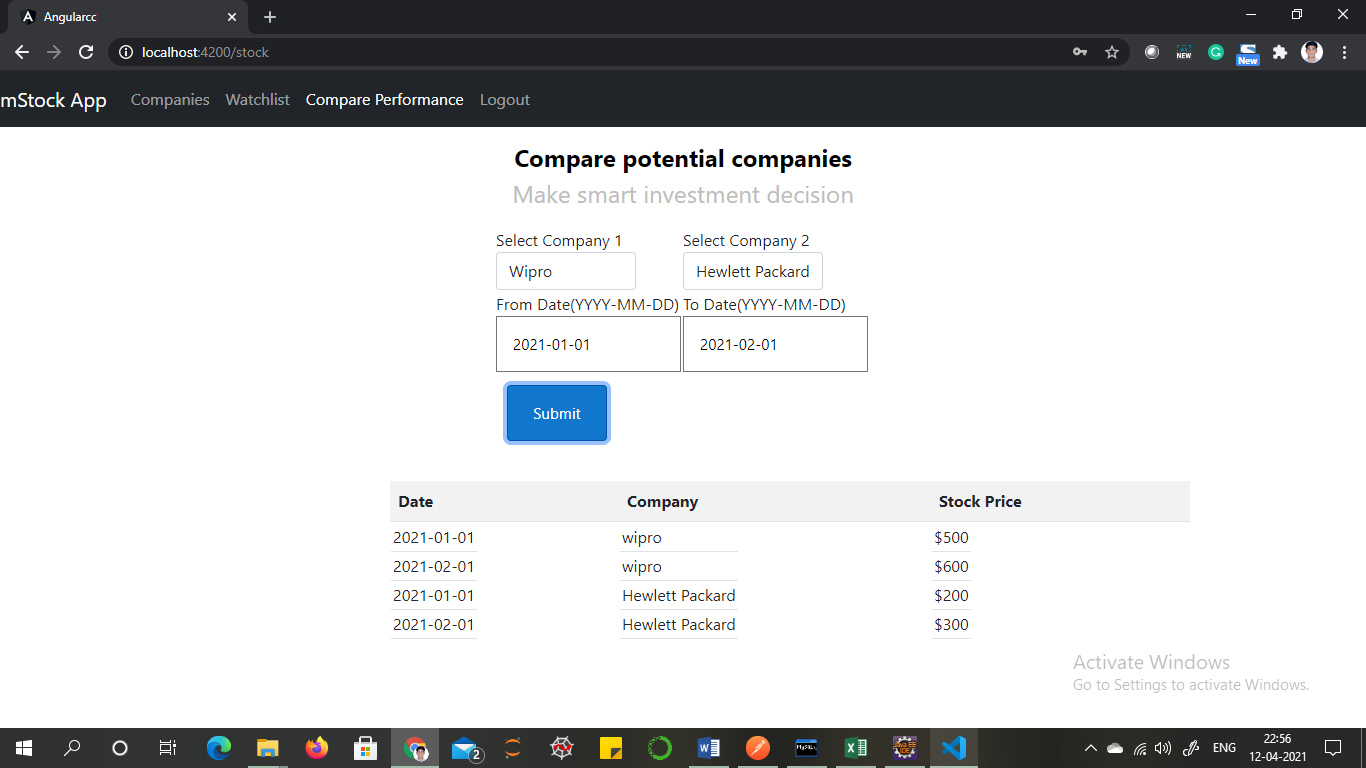 Angularcc
localhost:4200/stock
NEW
New
mStock App Companies Watchlist Compare Performance Logout
Compare potential companies
Make smart investment decision
Select Company 1 Select Company 2
Wipro Hewlett Packard
From Date(YYYY-MM-DD) To Date(YYYY-MM-DD)
2021-01-01 2021-02-01
Submit
Date Company Stock Price
2021-01-01 wipro $500
2021-02-01 wipro $600
2021-01-01 Hewlett Packard $200
2021-02-01 Hewlett Packard $300
Activate Windows
Go to Settings to activate Windows.
2
ENG
22:56
12-04-2021